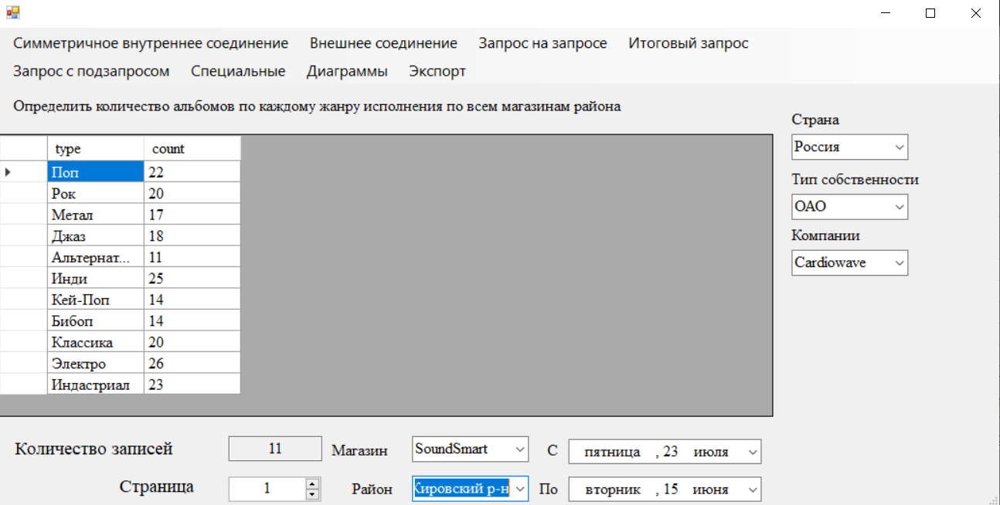 Симметричное внутреннее соединение Внешнее соединение Запрос на запросе Итоговый запрос
Запрос с подзапросом Специальные Диаграммы Экспорт
Определить количество альбомов по каждому жанру исполнения по всем магазинам района
type count
Поп 22
Рок 20
Метал 17
Джаз 18
Альтернат... 11
Инди 25
Кей-Поп 14
Бибоп 14
Классика 20
Электро 26
Индастриал 23
Страна
Россия
Тип собственности
ОАО
Компании
Cardiowave
Количество записей 11 Магазин SoundSmart С пятница , 23 июля
Страница 1 Район Кировский р-н По вторник , 15 июня